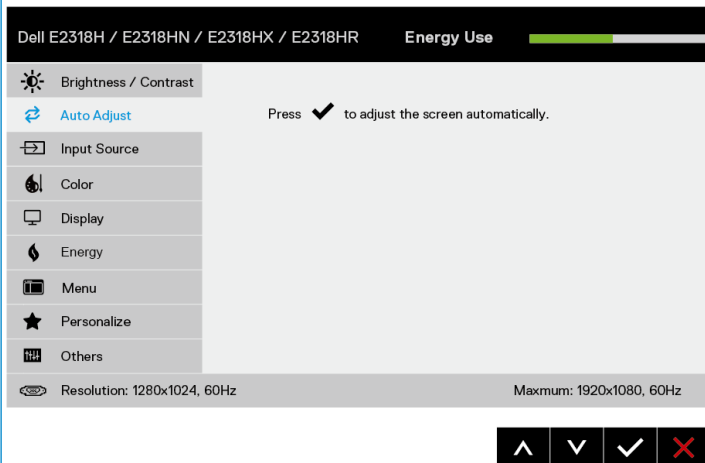 Dell E2318H / E2318HN / E2318HX / E2318HR Energy Use
Brightness / Contrast
Auto Adjust
Press to adjust the screen automatically.
Input Source
Color
Display
Energy
Menu
Personalize
Others
Resolution: 1280x1024, 60Hz Maxmum: 1920x1080, 60Hz